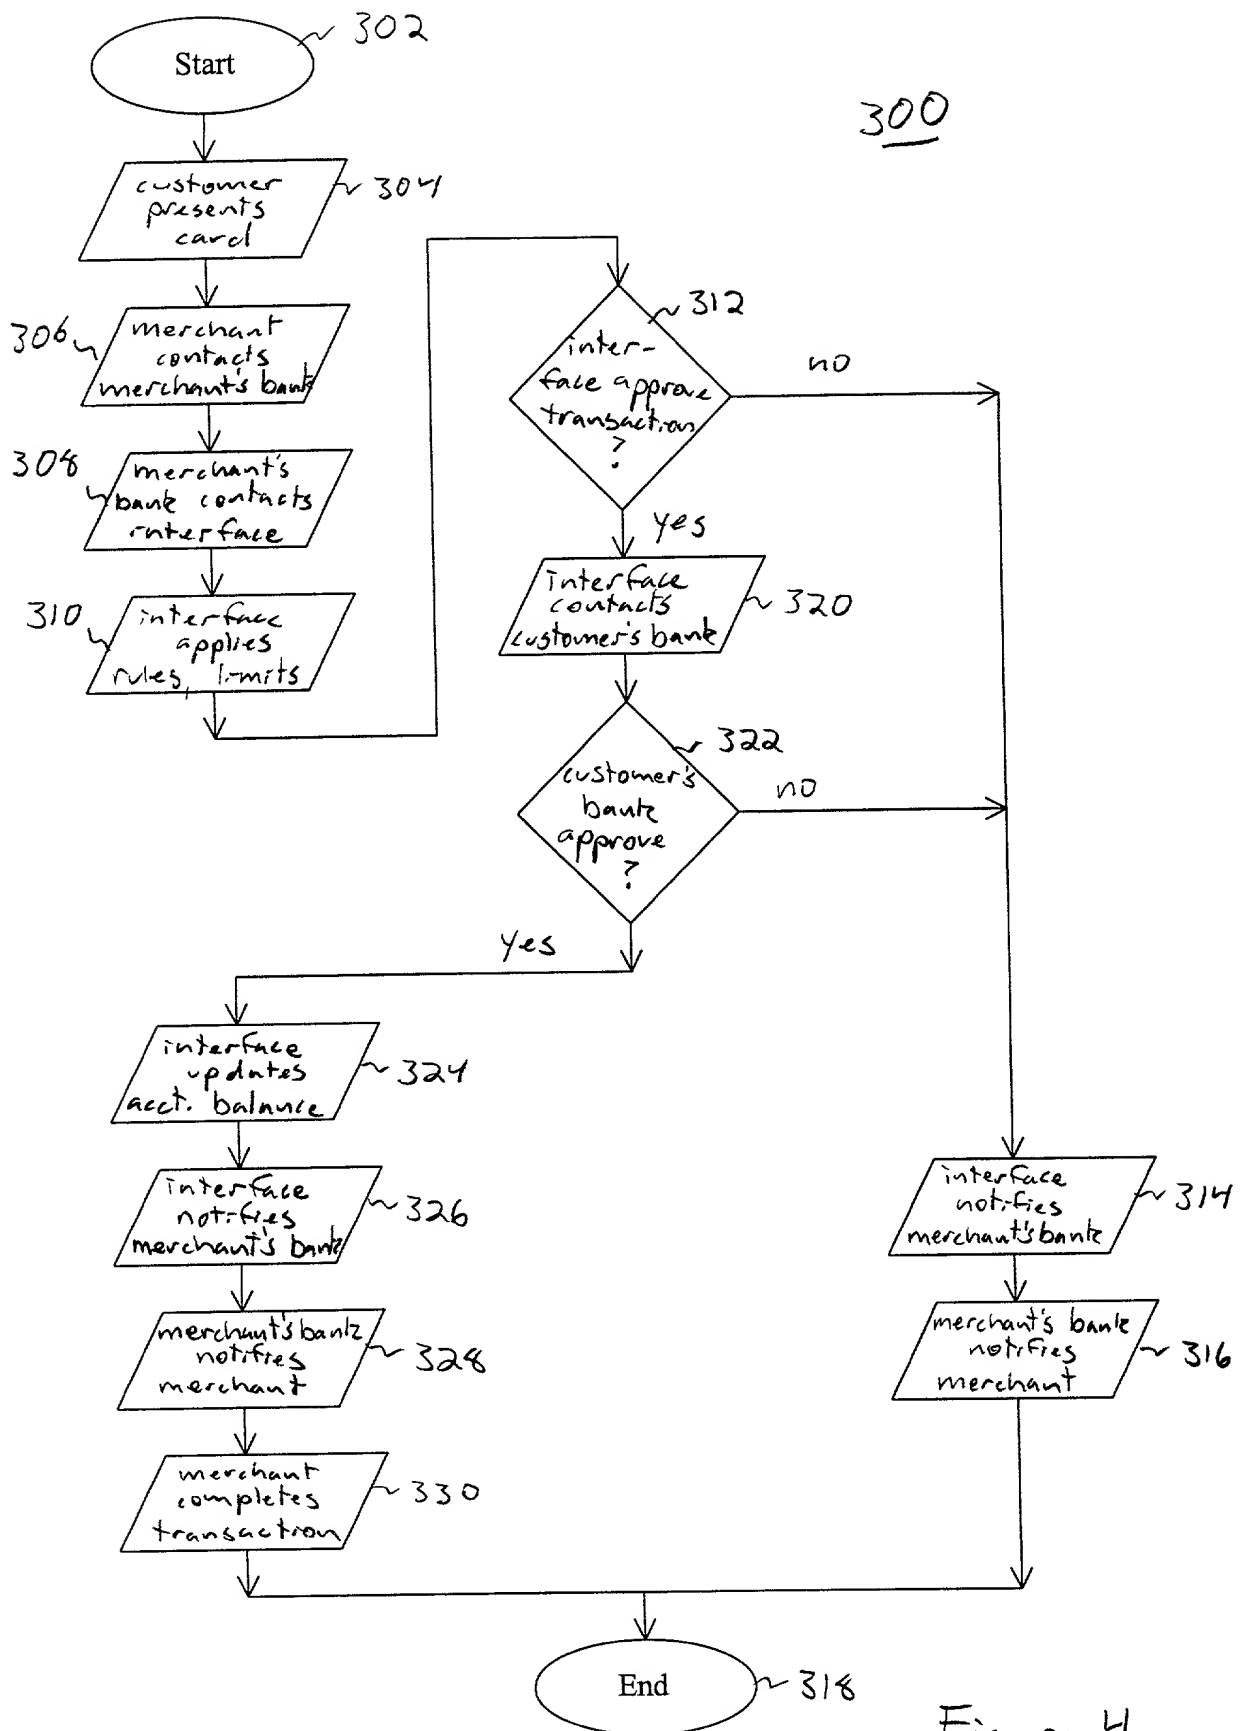 302
Start
300
304
customer
presents
card
306
merchant
contacts
merchant's bank
308
merchant's
bank contacts
interface
310
interface
applies
rules, limits
312
inter-
face approve
transaction
?
no
yes
320
interface
contacts
customer's bank
322
customer's
bank
approve
?
no
yes
324
interface
updates
acct. balance
326
interface
notifies
merchant's bank
328
merchant's bank
notifies
merchant
330
merchant
completes
transaction
314
interface
notifies
merchant's bank
316
merchant's bank
notifies
merchant
End
318
Figure 4